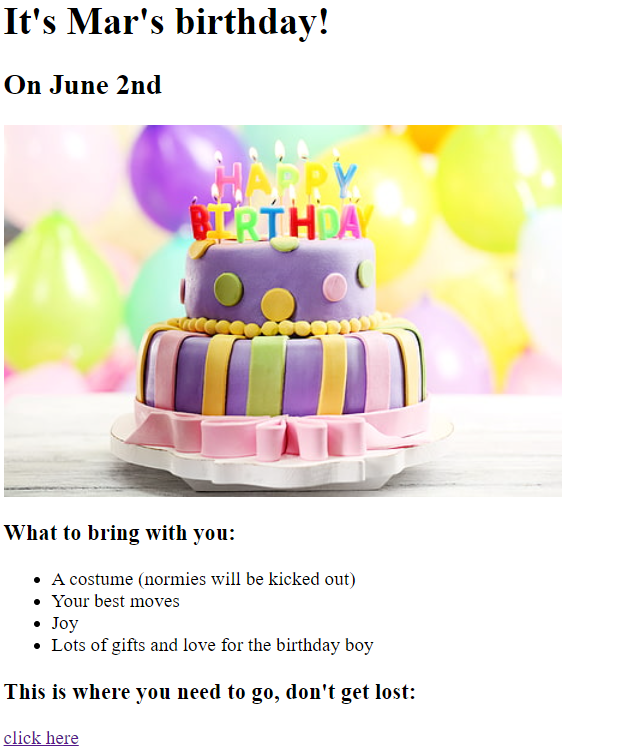 It's Mar's birthday!
On June 2nd
HAPPY
BIRTHDAY
What to bring with you:
A costume (normies will be kicked out)
Your best moves
Joy
Lots of gifts and love for the birthday boy
This is where you need to go, don't get lost:
click here